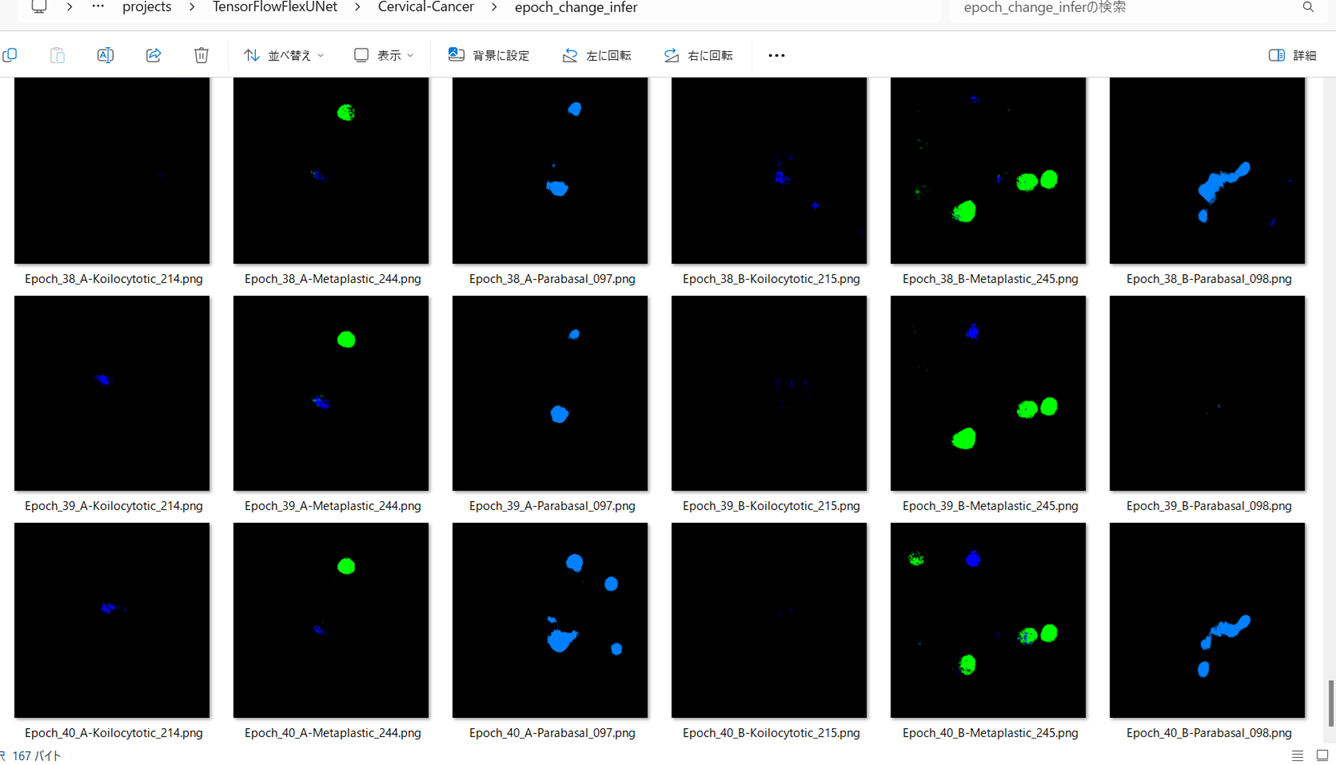 projects > TensorFlowFlexUNet > Cervical-Cancer > epoch_change_infer
epoch_change_inferの検索
並べ替え 表示 背景に設定 左に回転 右に回転 詳細
Epoch_38_A-Koilocytotic_214.png Epoch_38_A-Metaplastic_244.png Epoch_38_A-Parabasal_097.png Epoch_38_B-Koilocytotic_215.png Epoch_38_B-Metaplastic_245.png Epoch_38_B-Parabasal_098.png
Epoch_39_A-Koilocytotic_214.png Epoch_39_A-Metaplastic_244.png Epoch_39_A-Parabasal_097.png Epoch_39_B-Koilocytotic_215.png Epoch_39_B-Metaplastic_245.png Epoch_39_B-Parabasal_098.png
Epoch_40_A-Koilocytotic_214.png Epoch_40_A-Metaplastic_244.png Epoch_40_A-Parabasal_097.png Epoch_40_B-Koilocytotic_215.png Epoch_40_B-Metaplastic_245.png Epoch_40_B-Parabasal_098.png
167 バイト